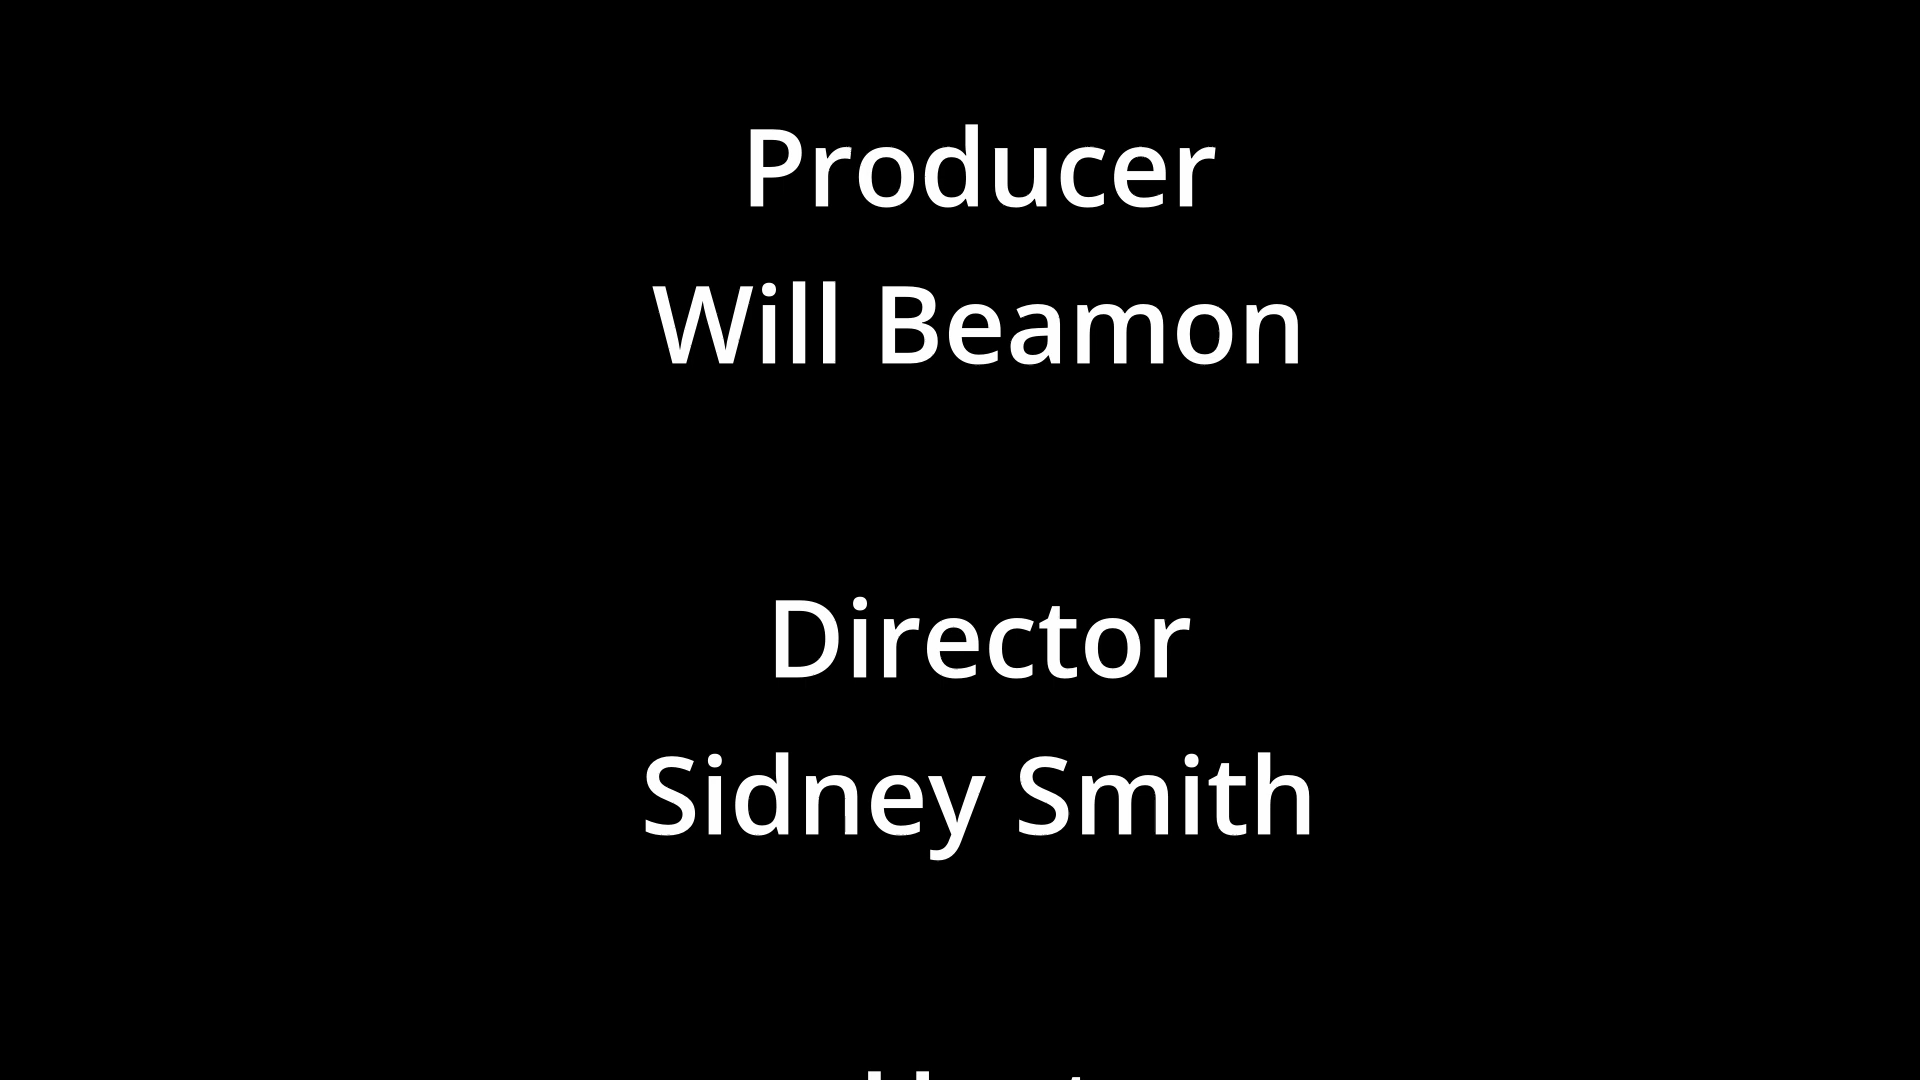 Producer
Will Beamon
Director
Sidney Smith